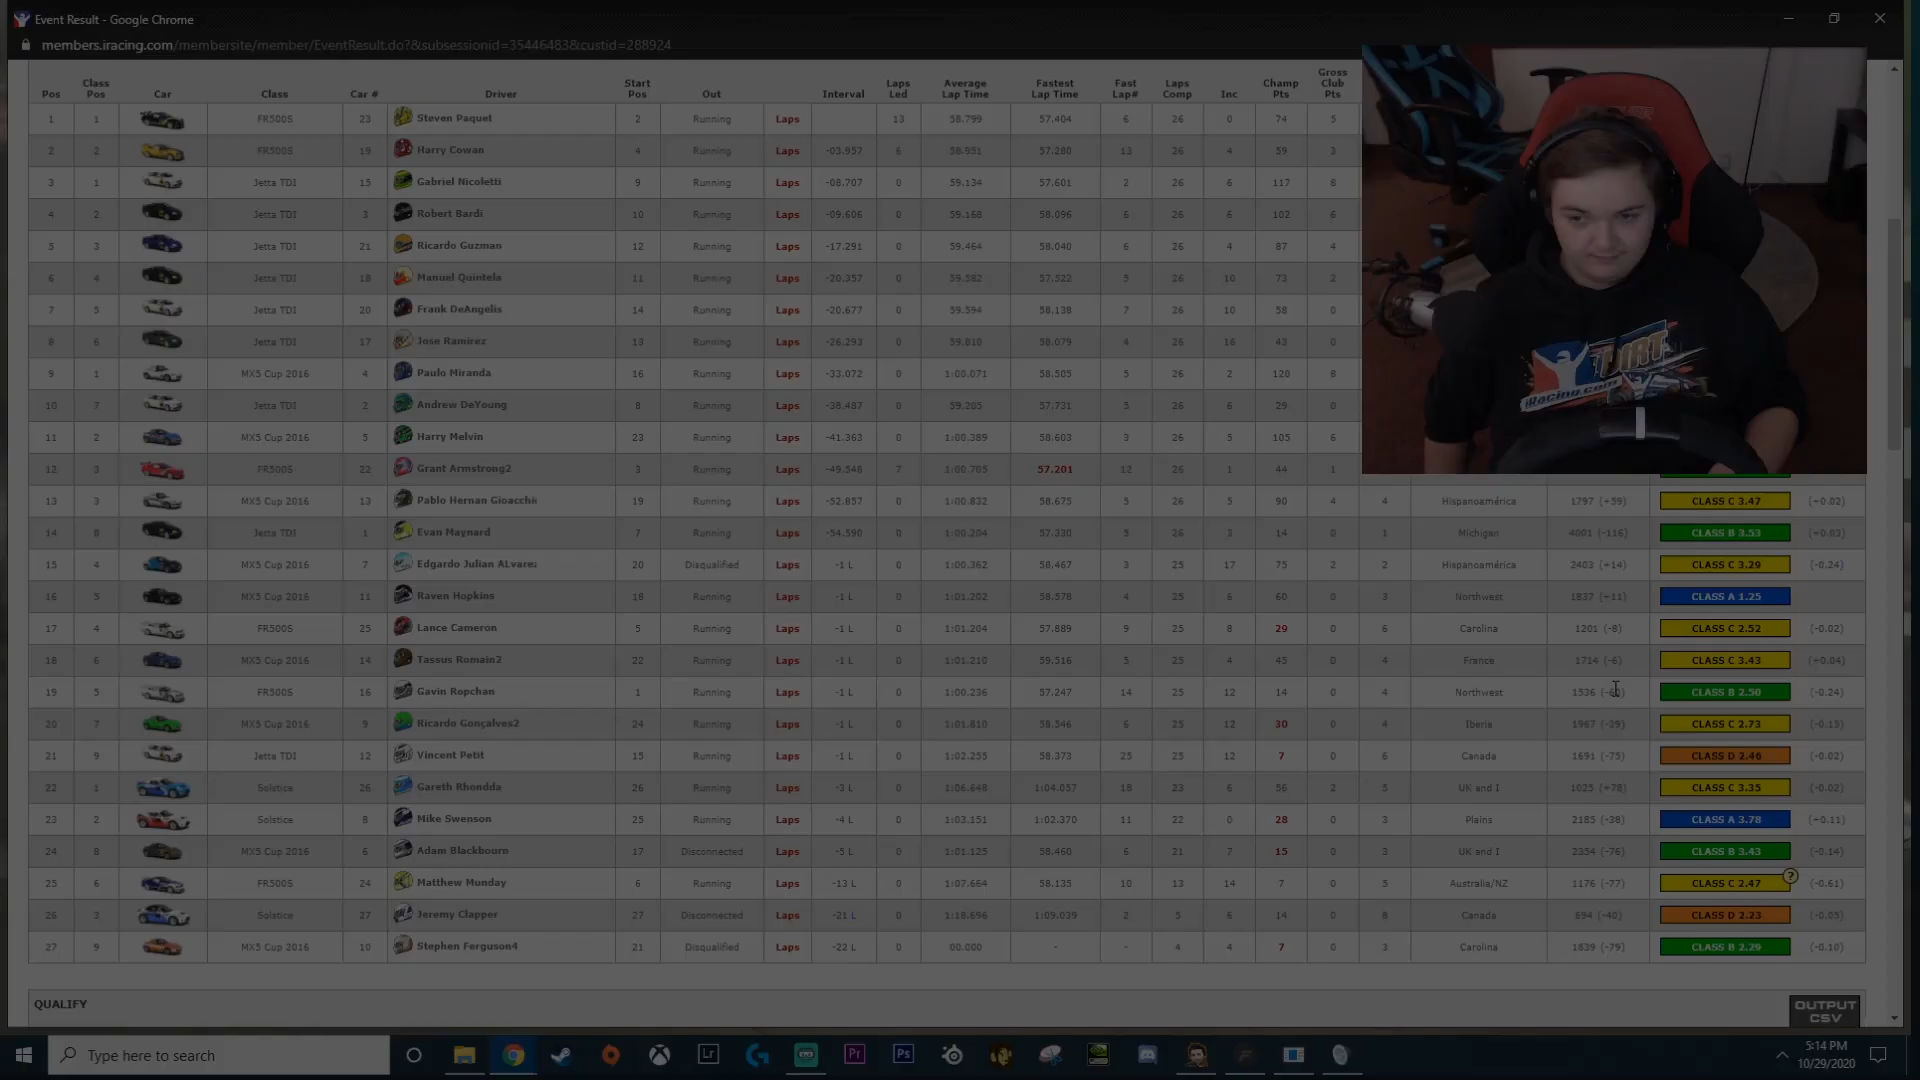 Event Result - Google Chrome
members.iracing.com/membersite/member/EventResult.do?&subsessionid=35446483&custid=288924
Pos Class Pos Car Class Car # Driver Start Pos Out Interval Laps Led Average Lap Time Fastest Lap Time Fast Lap# Laps Comp Inc Champ Pts Gross Club Pts
1 1 FR500S 23 Steven Paquet 2 Running Laps 13 58.799 57.404 6 26 0 74 5
2 2 FR500S 19 Harry Cowan 4 Running Laps -03.957 6 58.951 57.280 13 26 4 59 3
3 1 Jetta TDI 15 Gabriel Nicoletti 9 Running Laps -08.707 0 59.134 57.601 2 26 6 117 8
4 2 Jetta TDI 3 Robert Bardi 10 Running Laps -09.606 0 59.168 58.096 6 26 6 102 6
5 3 Jetta TDI 21 Ricardo Guzman 12 Running Laps -17.291 0 59.464 58.040 6 26 4 87 4
6 4 Jetta TDI 18 Manuel Quintela 11 Running Laps -20.357 0 59.582 57.522 5 26 10 73 2
7 5 Jetta TDI 20 Frank DeAngelis 14 Running Laps -20.677 0 59.594 58.138 7 26 10 58 0
8 6 Jetta TDI 17 Jose Ramirez 13 Running Laps -26.293 0 59.810 58.079 4 26 16 43 0
9 1 MX5 Cup 2016 4 Paulo Miranda 16 Running Laps -33.072 0 1:00.071 58.505 5 26 2 120 8
10 7 Jetta TDI 2 Andrew DeYoung 8 Running Laps -38.487 0 59.205 57.731 5 26 6 29 0
11 2 MX5 Cup 2016 5 Harry Melvin 23 Running Laps -41.363 0 1:00.389 58.603 3 26 5 105 6
12 3 FR500S 22 Grant Armstrong2 3 Running Laps -49.548 7 1:00.705 57.201 12 26 1 44 1
13 3 MX5 Cup 2016 13 Pablo Hernan Gioacchi 19 Running Laps -52.857 0 1:00.832 58.675 5 26 5 90 4 4 Hispanoamérica 1797 (+59) CLASS C 3.47 (+0.02)
14 8 Jetta TDI 1 Evan Maynard 7 Running Laps -54.590 0 1:00.204 57.330 5 26 3 14 0 1 Michigan 4001 (-116) CLASS B 3.53 (+0.03)
15 4 MX5 Cup 2016 7 Edgardo Julian ALvarez 20 Disqualified Laps -1 L 0 1:00.362 58.467 3 25 17 75 2 2 Hispanoamérica 2403 (+14) CLASS C 3.29 (-0.24)
16 5 MX5 Cup 2016 11 Raven Hopkins 18 Running Laps -1 L 0 1:01.202 58.578 4 25 6 60 0 3 Northwest 1837 (+11) CLASS A 1.25
17 4 FR500S 25 Lance Cameron 5 Running Laps -1 L 0 1:01.204 57.889 9 25 8 29 0 6 Carolina 1201 (-8) CLASS C 2.52 (-0.02)
18 6 MX5 Cup 2016 14 Tassus Romain2 22 Running Laps -1 L 0 1:01.210 59.516 5 25 4 45 0 4 France 1714 (-6) CLASS C 3.43 (+0.04)
19 5 FR500S 16 Gavin Ropchan 1 Running Laps -1 L 0 1:00.236 57.247 14 25 12 14 0 4 Northwest 1536 CLASS B 2.50 (-0.24)
20 7 MX5 Cup 2016 9 Ricardo Gonçalves2 24 Running Laps -1 L 0 1:01.810 58.546 6 25 12 30 0 4 Iberia 1967 (-29) CLASS C 2.73 (-0.15)
21 9 Jetta TDI 12 Vincent Petit 15 Running Laps -1 L 0 1:02.255 58.373 25 25 12 7 0 6 Canada 1691 (-75) CLASS D 2.46 (-0.02)
22 1 Solstice 26 Gareth Rhondda 26 Running Laps -3 L 0 1:06.648 1:04.057 18 23 6 56 2 5 UK and I 1025 (+78) CLASS C 3.35 (-0.02)
23 2 Solstice 8 Mike Swenson 25 Running Laps -4 L 0 1:03.151 1:02.370 11 22 0 28 0 3 Plains 2185 (-38) CLASS A 3.78 (+0.11)
24 8 MX5 Cup 2016 6 Adam Blackbourn 17 Disconnected Laps -5 L 0 1:01.125 58.460 6 21 7 15 0 3 UK and I 2354 (-76) CLASS B 3.43 (-0.14)
25 6 FR500S 24 Matthew Munday 6 Running Laps -13 L 0 1:07.664 58.135 10 13 14 7 0 5 Australia/NZ 1176 (-77) CLASS C 2.47 ? (-0.61)
26 3 Solstice 27 Jeremy Clapper 27 Disconnected Laps -21 L 0 1:18.696 1:09.039 2 5 6 14 0 8 Canada 694 (-40) CLASS D 2.23 (-0.05)
27 9 MX5 Cup 2016 10 Stephen Ferguson4 21 Disqualified Laps -22 L 0 00.000 - - 4 4 7 0 3 Carolina 1839 (-79) CLASS B 2.29 (-0.10)
DIRT
iRacing.com
QUALIFY
OUTPUT
CSV
Type here to search
Lr Pr Ps
5:14 PM
10/29/2020